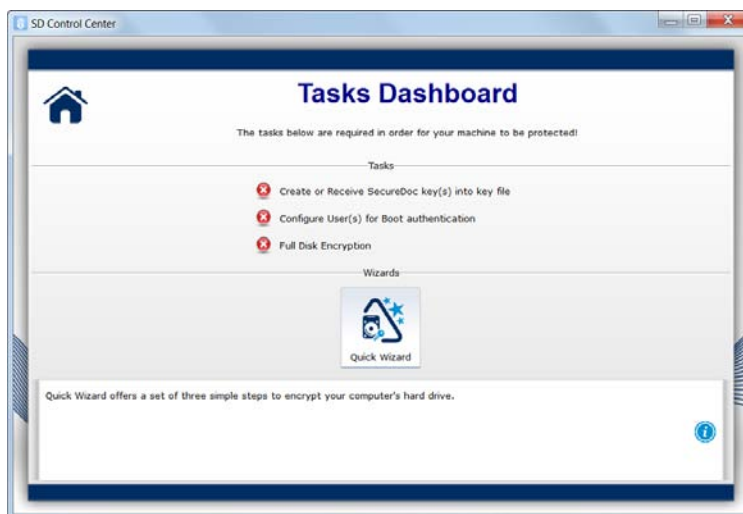 SD Control Center
Tasks Dashboard
The tasks below are required in order for your machine to be protected!
Tasks
Create or Receive SecureDoc key(s) into key file
Configure User(s) for Boot authentication
Full Disk Encryption
Wizards
Quick Wizard
Quick Wizard offers a set of three simple steps to encrypt your computer's hard drive.